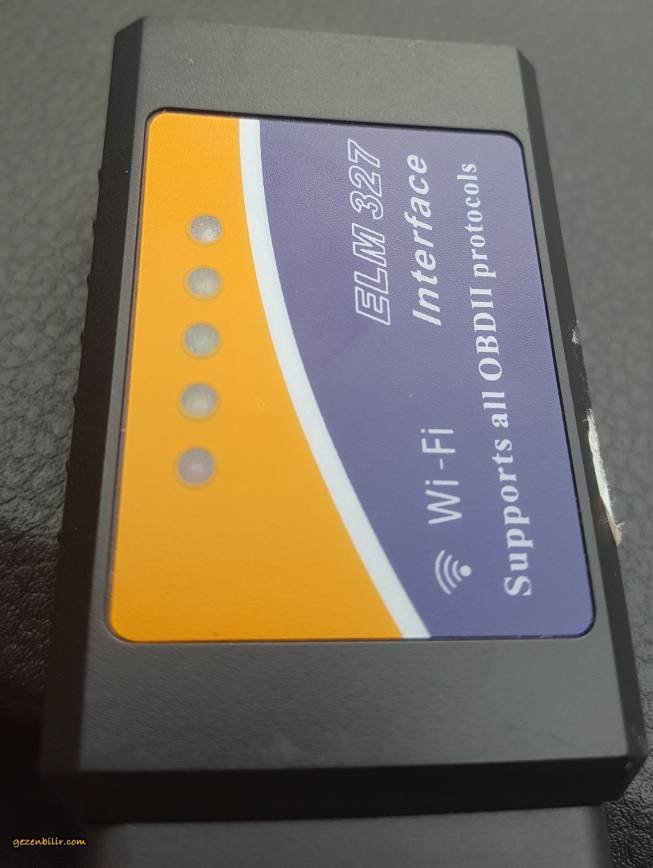 ELM 327
Interface
Wi-Fi
Supports all OBDII protocols
gezenbilir.com